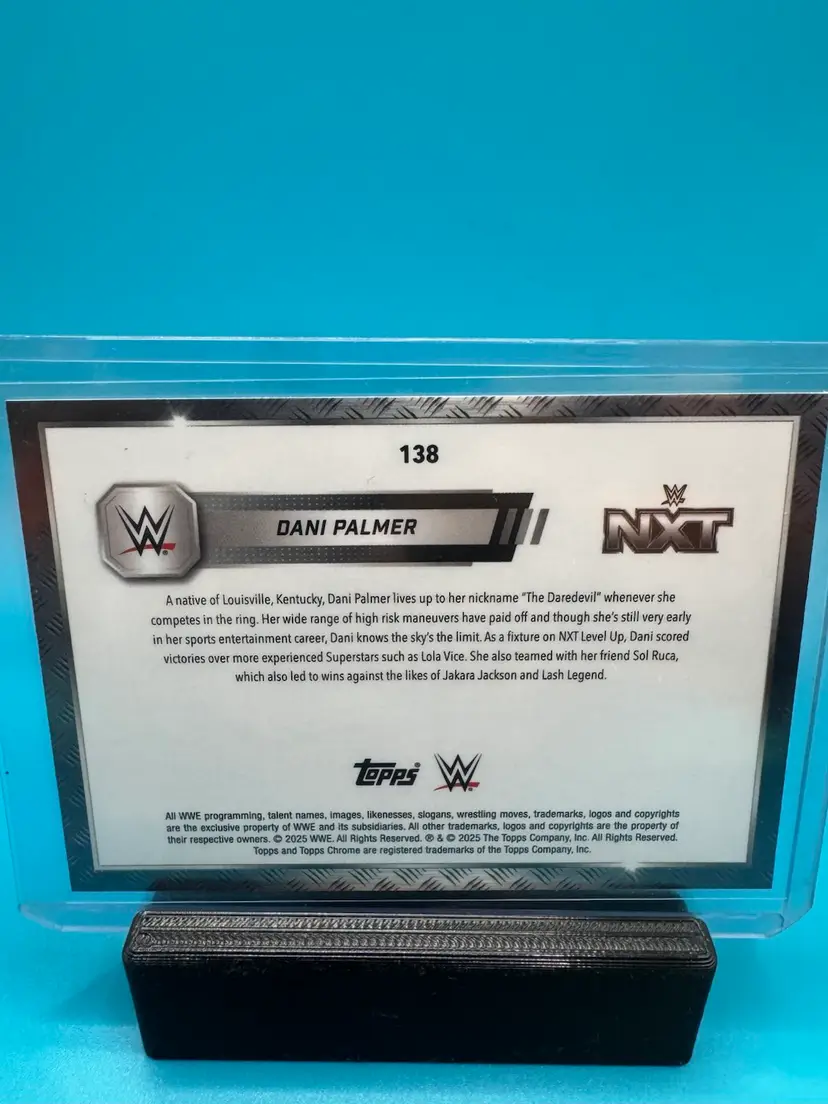 138
W
DANI PALMER
W
NXT
A native of Louisville, Kentucky, Dani Palmer lives up to her nickname "The Daredevil" whenever she
competes in the ring. Her wide range of high risk maneuvers have paid off and though she's still very early
in her sports entertainment career, Dani knows the sky's the limit. As a fixture on NXT Level Up, Dani scored
victories over more experienced Superstars such as Lola Vice. She also teamed with her friend Sol Ruca,
which also led to wins against the likes of Jakara Jackson and Lash Legend.
topps® W
All WWE programming, talent names, images, likenesses, slogans, wrestling moves, trademarks, logos and copyrights
are the exclusive property of WWE and its subsidiaries. All other trademarks, logos and copyrights are the property of
their respective owners. © 2025 WWE. All Rights Reserved. ® & © 2025 The Topps Company, Inc. All Rights Reserved.
Topps and Topps Chrome are registered trademarks of the Topps Company, Inc.